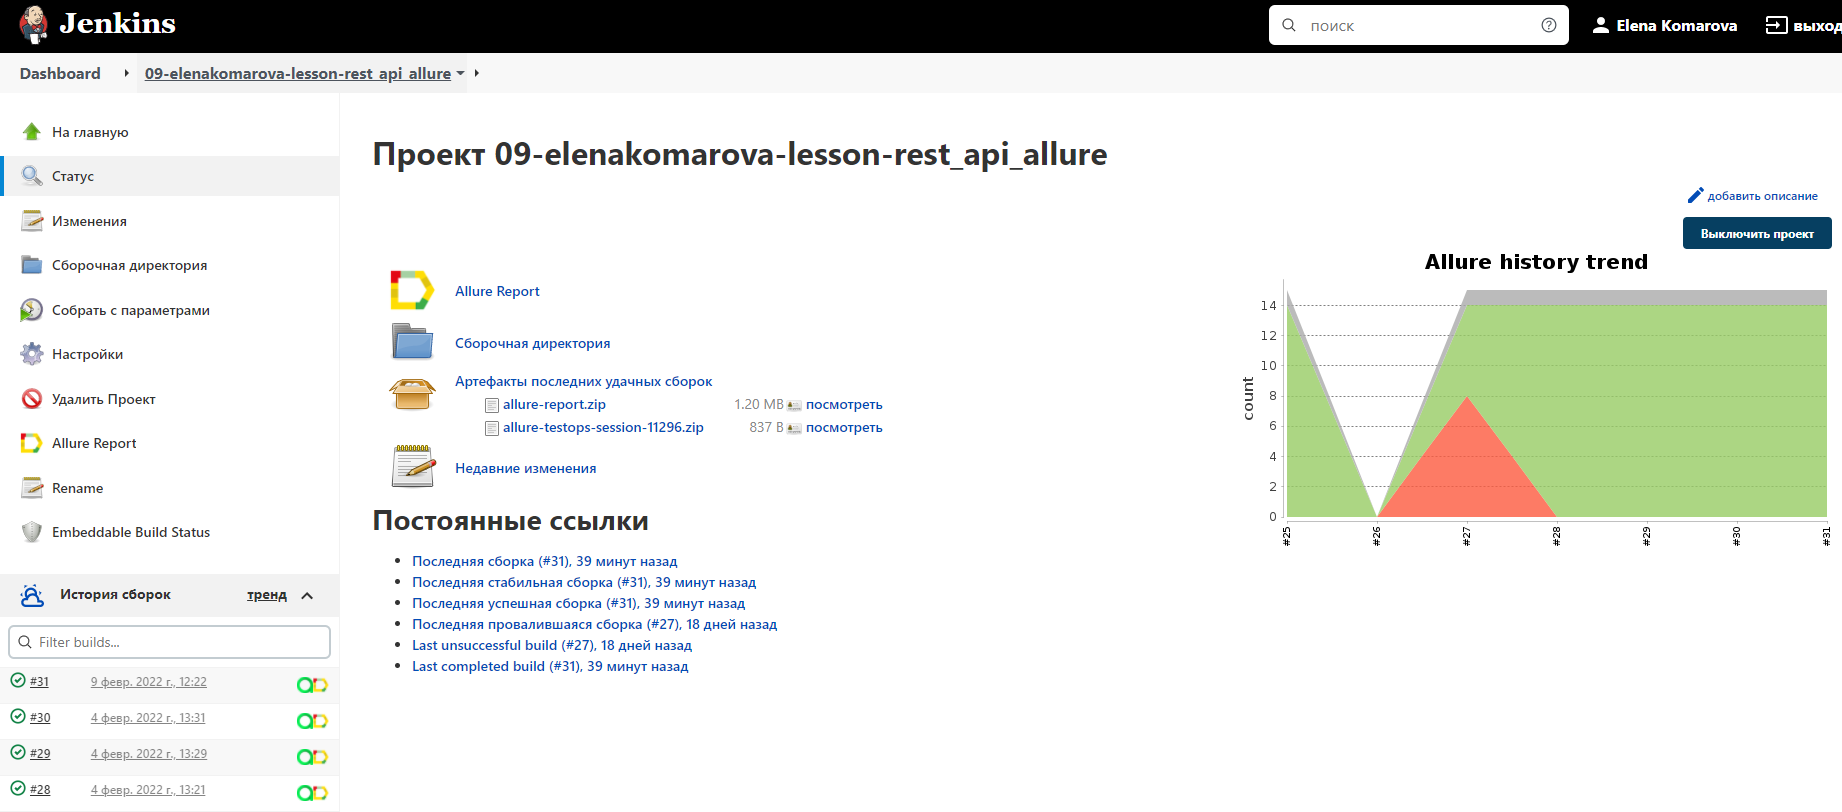 Jenkins
поиск
Elena Komarova
выход
Dashboard
09-elenakomarova-lesson-rest_api_allure
На главную
Статус
Изменения
Сборочная директория
Собрать с параметрами
Настройки
Удалить Проект
Allure Report
Rename
Embeddable Build Status
История сборок
тренд
Filter builds...
#31 9 февр. 2022 г., 12:22
#30 4 февр. 2022 г., 13:31
#29 4 февр. 2022 г., 13:29
#28 4 февр. 2022 г., 13:21
Проект 09-elenakomarova-lesson-rest_api_allure
добавить описание
Выключить проект
Allure Report
Сборочная директория
Артефакты последних удачных сборок
allure-report.zip 1.20 MB посмотреть
allure-testops-session-11296.zip 837 B посмотреть
Недавние изменения
Постоянные ссылки
Последняя сборка (#31), 39 минут назад
Последняя стабильная сборка (#31), 39 минут назад
Последняя успешная сборка (#31), 39 минут назад
Последняя провалившаяся сборка (#27), 18 дней назад
Last unsuccessful build (#27), 18 дней назад
Last completed build (#31), 39 минут назад
Allure history trend
count
14
12
10
8
6
4
2
0
#25
#26
#27
#28
#29
#30
#31